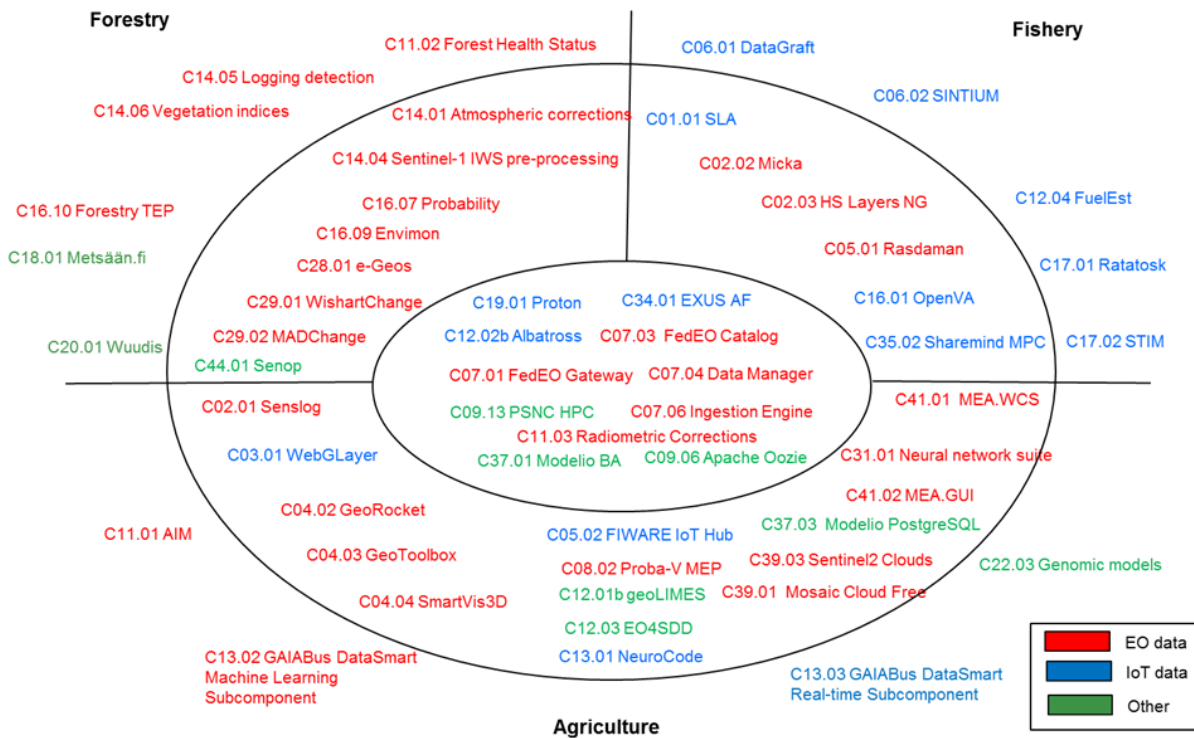 Forestry
Fishery
C11.02 Forest Health Status
C06.01 DataGraft
C14.05 Logging detection
C14.06 Vegetation indices
C06.02 SINTIUM
C14.01 Atmospheric corrections
C01.01 SLA
C14.04 Sentinel-1 IWS pre-processing
C02.02 Micka
C16.10 Forestry TEP
C16.07 Probability
C02.03 HS Layers NG
C12.04 FuelEst
C16.09 Envimon
C18.01 Metsään.fi
C05.01 Rasdaman
C28.01 e-Geos
C17.01 Ratatosk
C29.01 WishartChange
C19.01 Proton
C34.01 EXUS AF
C16.01 OpenVA
C29.02 MADChange
C12.02b Albatross
C07.03 FedEO Catalog
C35.02 Sharemind MPC
C17.02 STIM
C20.01 Wuudis
C44.01 Senop
C07.01 FedEO Gateway
C07.04 Data Manager
C02.01 Senslog
C09.13 PSNC HPC
C07.06 Ingestion Engine
C41.01 MEA.WCS
C11.03 Radiometric Corrections
C03.01 WebGLayer
C37.01 Modelio BA
C09.06 Apache Oozie
C31.01 Neural network suite
C41.02 MEA.GUI
C04.02 GeoRocket
C11.01 AIM
C05.02 FIWARE IoT Hub
C37.03 Modelio PostgreSQL
C04.03 GeoToolbox
C08.02 Proba-V MEP
C39.03 Sentinel2 Clouds
C22.03 Genomic models
C04.04 SmartVis3D
C12.01b geoLIMES
C39.01 Mosaic Cloud Free
C12.03 EO4SDD
C13.01 NeuroCode
C13.02 GAIABus DataSmart
Machine Learning
Subcomponent
C13.03 GAIABus DataSmart
Real-time Subcomponent
Agriculture
EO data
IoT data
Other